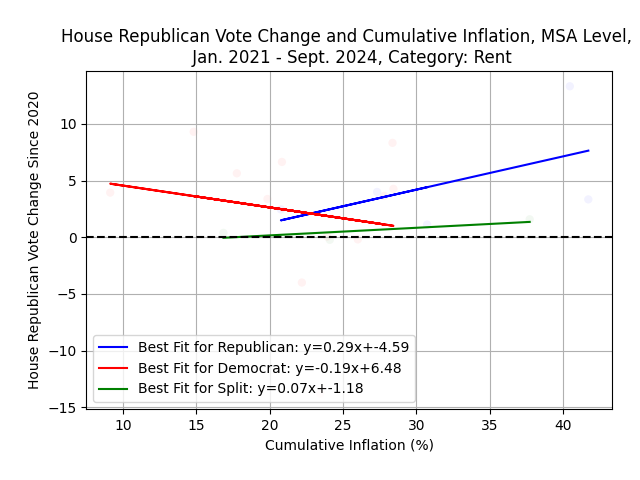 House Republican Vote Change and Cumulative Inflation, MSA Level,
Jan. 2021 - Sept. 2024, Category: Rent
House Republican Vote Change Since 2020
10
5
0
−5
−10
−15
Best Fit for Republican: y=0.29x+-4.59
Best Fit for Democrat: y=-0.19x+6.48
Best Fit for Split: y=0.07x+-1.18
10 15 20 25 30 35 40
Cumulative Inflation (%)